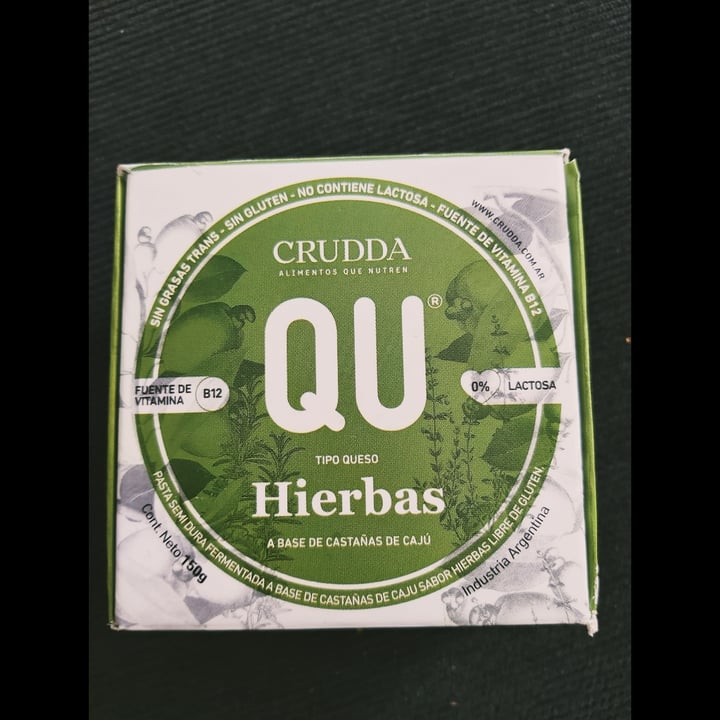 SIN GRASAS TRANS - SIN GLUTEN - NO CONTIENE LACTOSA - FUENTE DE VITAMINA B12
WWW.CRUDDA.COM.AR
CRUDDA
ALIMENTOS QUE NUTREN
QU®
FUENTE DE
VITAMINA
B12
0% LACTOSA
TIPO QUESO
Hierbas
A BASE DE CASTAÑAS DE CAJÚ
PASTA SEMI DURA FERMENTADA A BASE DE CASTAÑAS DE CAJU SABOR HIERBAS LIBRE DE GLUTEN.
Cont. Neto 150g
Industria Argentina